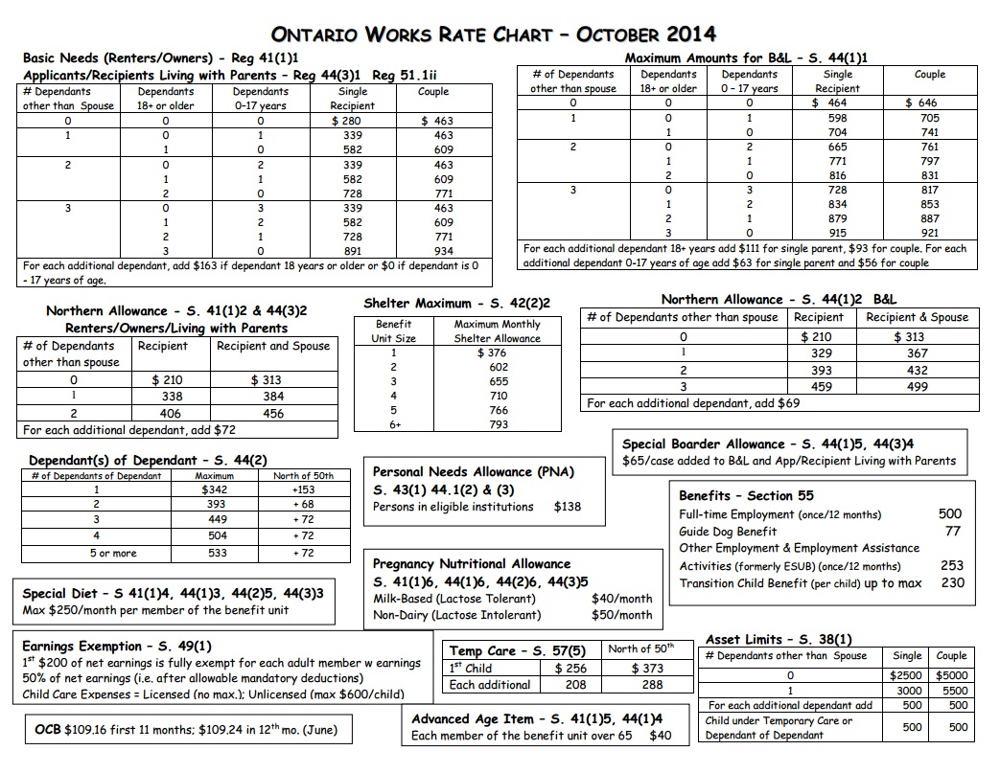 ONTARIO WORKS RATE CHART – OCTOBER 2014
Basic Needs (Renters/Owners) - Reg 41(1)1
Applicants/Recipients Living with Parents – Reg 44(3)1 Reg 51.1ii
# Dependants other than Spouse | Dependants 18+ or older | Dependants 0–17 years | Single Recipient | Couple
0 | 0 | 0 | $ 280 | $ 463
1 | 0 | 1 | 339 | 463
1 | 0 | 582 | 609
2 | 0 | 2 | 339 | 463
1 | 1 | 582 | 609
2 | 0 | 728 | 771
3 | 0 | 3 | 339 | 463
1 | 2 | 582 | 609
2 | 1 | 728 | 771
3 | 0 | 891 | 934
For each additional dependant, add $163 if dependant 18 years or older or $0 if dependant is 0
- 17 years of age.
Maximum Amounts for B&L – S. 44(1)1
# of Dependants other than spouse | Dependants 18+ or older | Dependants 0 – 17 years | Single Recipient | Couple
0 | 0 | 0 | $ 464 | $ 646
1 | 0 | 1 | 598 | 705
1 | 0 | 704 | 741
2 | 0 | 2 | 665 | 761
1 | 1 | 771 | 797
2 | 0 | 816 | 831
3 | 0 | 3 | 728 | 817
1 | 2 | 834 | 853
2 | 1 | 879 | 887
3 | 0 | 915 | 921
For each additional dependant 18+ years add $111 for single parent, $93 for couple. For each
additional dependant 0-17 years of age add $63 for single parent and $56 for couple
Northern Allowance - S. 41(1)2 & 44(3)2
Renters/Owners/Living with Parents
# of Dependants other than spouse | Recipient | Recipient and Spouse
0 | $ 210 | $ 313
1 | 338 | 384
2 | 406 | 456
For each additional dependant, add $72
Shelter Maximum - S. 42(2)2
Benefit Unit Size | Maximum Monthly Shelter Allowance
1 | $ 376
2 | 602
3 | 655
4 | 710
5 | 766
6+ | 793
Northern Allowance - S. 44(1)2 B&L
# of Dependants other than spouse | Recipient | Recipient & Spouse
0 | $ 210 | $ 313
1 | 329 | 367
2 | 393 | 432
3 | 459 | 499
For each additional dependant, add $69
Special Boarder Allowance – S. 44(1)5, 44(3)4
$65/case added to B&L and App/Recipient Living with Parents
Dependant(s) of Dependant – S. 44(2)
# of Dependents of Dependant | Maximum | North of 50th
1 | $342 | +153
2 | 393 | + 68
3 | 449 | + 72
4 | 504 | + 72
5 or more | 533 | + 72
Personal Needs Allowance (PNA)
S. 43(1) 44.1(2) & (3)
Persons in eligible institutions $138
Benefits – Section 55
Full-time Employment (once/12 months) 500
Guide Dog Benefit 77
Other Employment & Employment Assistance
Activities (formerly ESUB) (once/12 months) 253
Transition Child Benefit (per child) up to max 230
Pregnancy Nutritional Allowance
S. 41(1)6, 44(1)6, 44(2)6, 44(3)5
Milk-Based (Lactose Tolerant) $40/month
Non-Dairy (Lactose Intolerant) $50/month
Special Diet – S 41(1)4, 44(1)3, 44(2)5, 44(3)3
Max $250/month per member of the benefit unit
Earnings Exemption – S. 49(1)
1st $200 of net earnings is fully exempt for each adult member w earnings
50% of net earnings (i.e. after allowable mandatory deductions)
Child Care Expenses = Licensed (no max.); Unlicensed (max $600/child)
Temp Care – S. 57(5) | North of 50th
1st Child | $ 256 | $ 373
Each additional | 208 | 288
Asset Limits – S. 38(1)
# Dependants other than Spouse | Single | Couple
0 | $2500 | $5000
1 | 3000 | 5500
For each additional dependant add | 500 | 500
Child under Temporary Care or Dependant of Dependant | 500 | 500
OCB $109.16 first 11 months; $109.24 in 12th mo. (June)
Advanced Age Item – S. 41(1)5, 44(1)4
Each member of the benefit unit over 65 $40